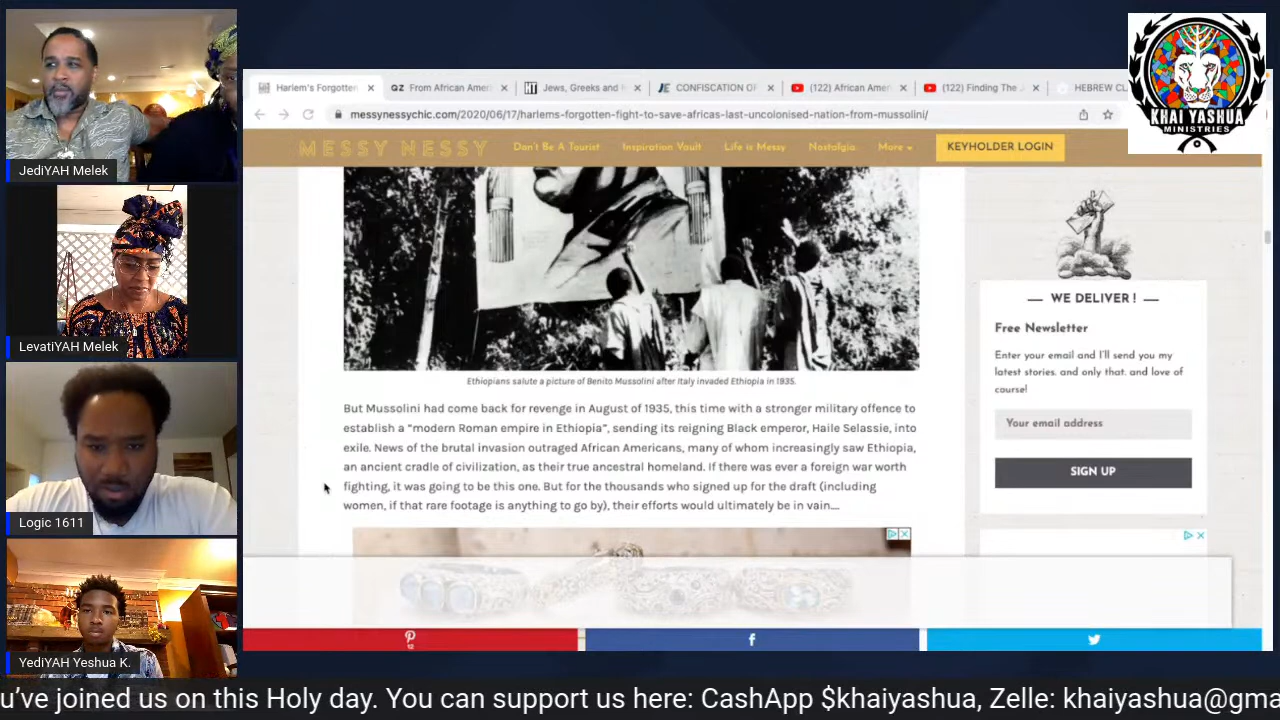 JediYAH Melek
LevatiYAH Melek
Logic 1611
YediYAH Yeshua K.
Harlem's Forgotten
QZ From African Ameri
HT Jews, Greeks and
JE CONFISCATION OF
(122) African Amer
(122) Finding The
HEBREW CL
KHAI YASHUA
MINISTRIES
messynessychic.com/2020/06/17/harlems-forgotten-fight-to-save-africas-last-uncolonised-nation-from-mussolini/
MESSY NESSY
Don't Be A Tourist
Inspiration Vault
Life is Messy
Nostalgia
More
KEYHOLDER LOGIN
Ethiopians salute a picture of Benito Mussolini after Italy invaded Ethiopia in 1935.
But Mussolini had come back for revenge in August of 1935, this time with a stronger military offence to
establish a “modern Roman empire in Ethiopia”, sending its reigning Black emperor, Haile Selassie, into
exile. News of the brutal invasion outraged African Americans, many of whom increasingly saw Ethiopia,
an ancient cradle of civilization, as their true ancestral homeland. If there was ever a foreign war worth
fighting, it was going to be this one. But for the thousands who signed up for the draft (including
women, if that rare footage is anything to go by), their efforts would ultimately be in vain….
WE DELIVER !
Free Newsletter
Enter your email and I'll send you my
latest stories. and only that. and love of
course!
Your email address
SIGN UP
12
u’ve joined us on this Holy day. You can support us here: CashApp $khaiyashua, Zelle: khaiyashua@gma